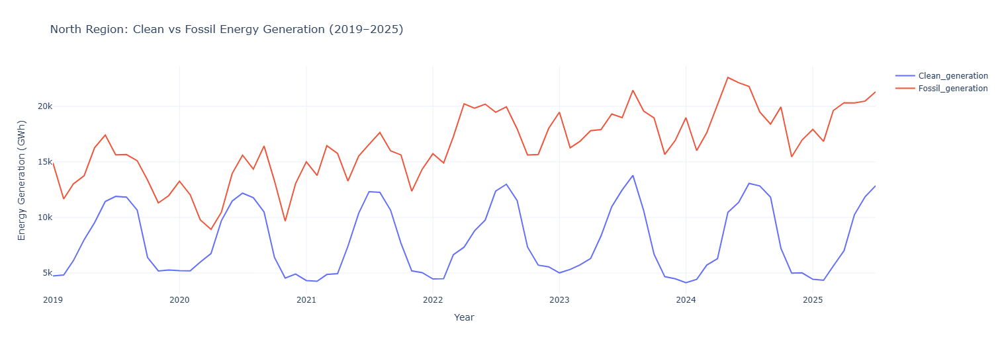 North Region: Clean vs Fossil Energy Generation (2019–2025)
Clean_generation
Fossil_generation
Energy Generation (GWh)
20k
15k
10k
5k
2019 2020 2021 2022 2023 2024 2025
Year